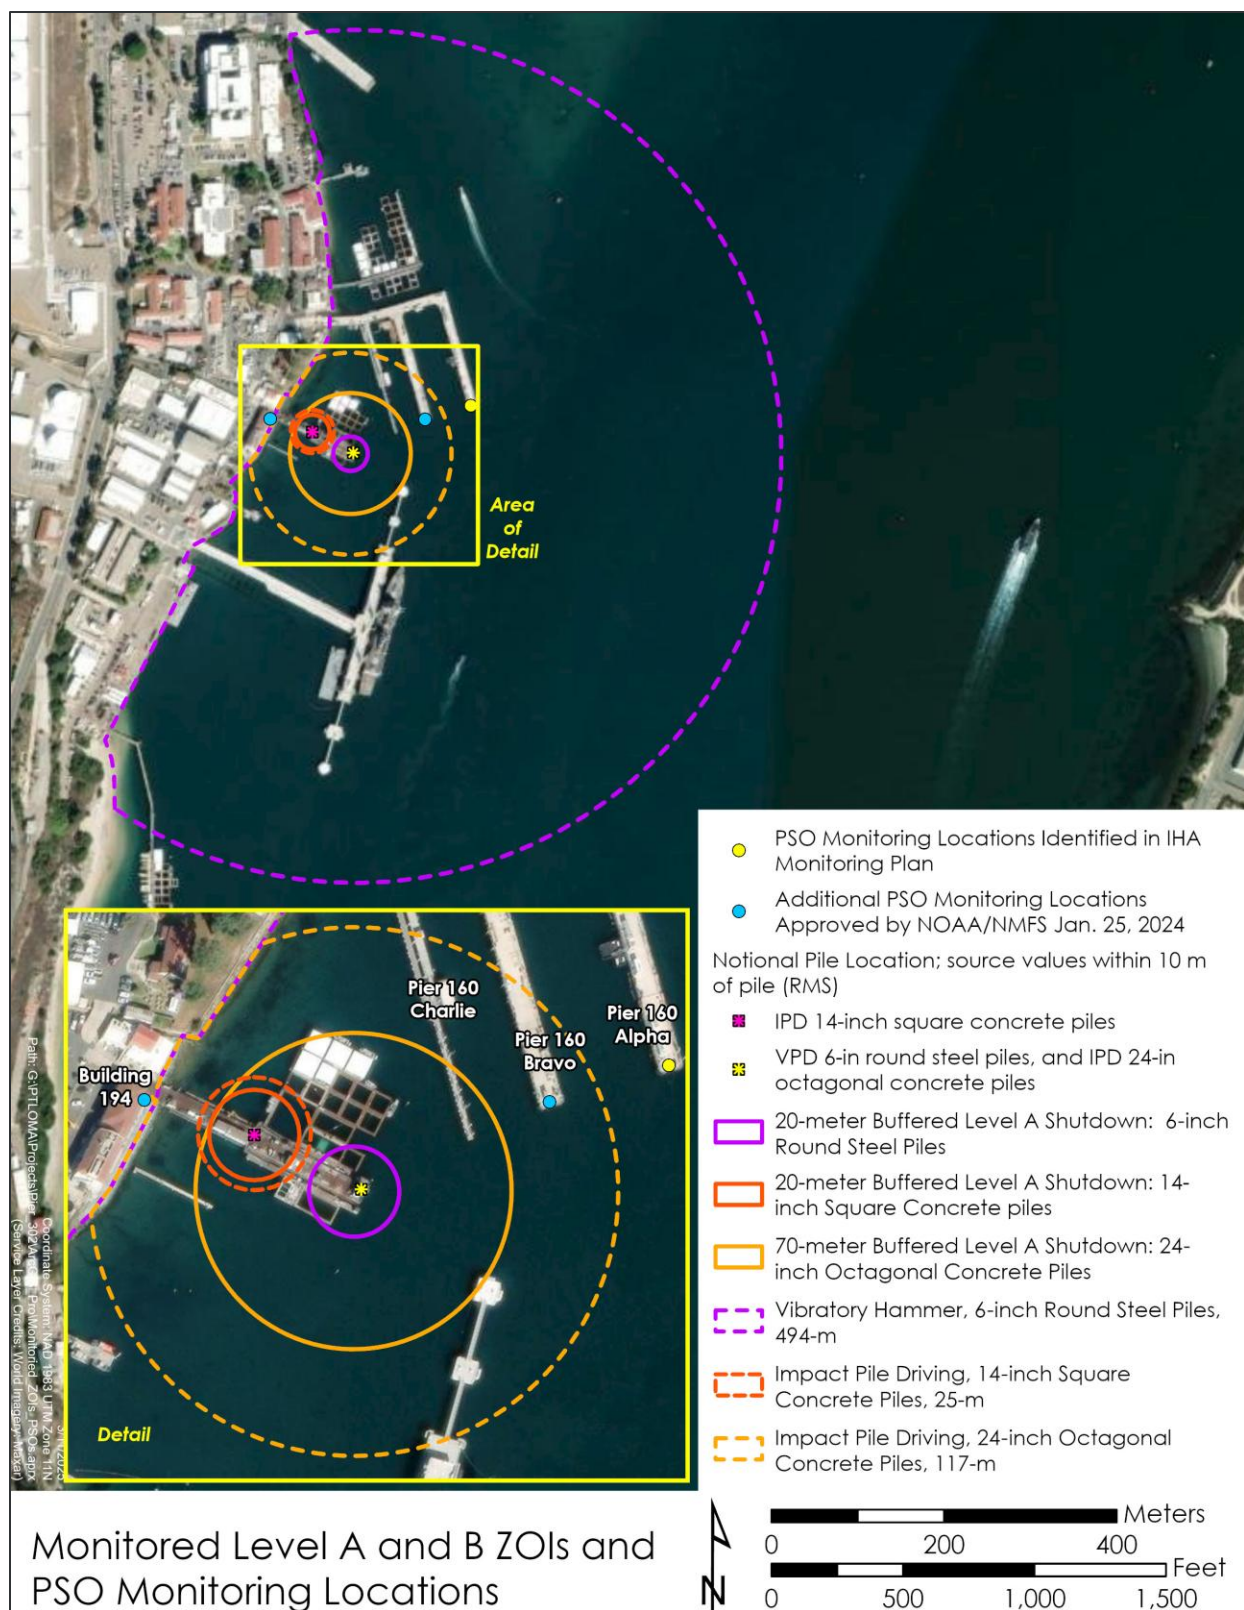 Area
of
Detail
PSO Monitoring Locations Identified in IHA
Monitoring Plan
Additional PSO Monitoring Locations
Approved by NOAA/NMFS Jan. 25, 2024
Notional Pile Location; source values within 10 m
of pile (RMS)
IPD 14-inch square concrete piles
VPD 6-in round steel piles, and IPD 24-in
octagonal concrete piles
20-meter Buffered Level A Shutdown: 6-inch
Round Steel Piles
20-meter Buffered Level A Shutdown: 14-
inch Square Concrete piles
70-meter Buffered Level A Shutdown: 24-
inch Octagonal Concrete Piles
Vibratory Hammer, 6-inch Round Steel Piles,
494-m
Impact Pile Driving, 14-inch Square
Concrete Piles, 25-m
Impact Pile Driving, 24-inch Octagonal
Concrete Piles, 117-m
Pier 160
Charlie
Pier 160
Bravo
Pier 160
Alpha
Building
194
Detail
Coordinate System: NAD 1983 UTM Zone 11N
(Service Layer Credits: World Imagery: Maxar)
Monitored Level A and B ZOIs and
PSO Monitoring Locations
N
Meters
0 200 400
Feet
0 500 1,000 1,500